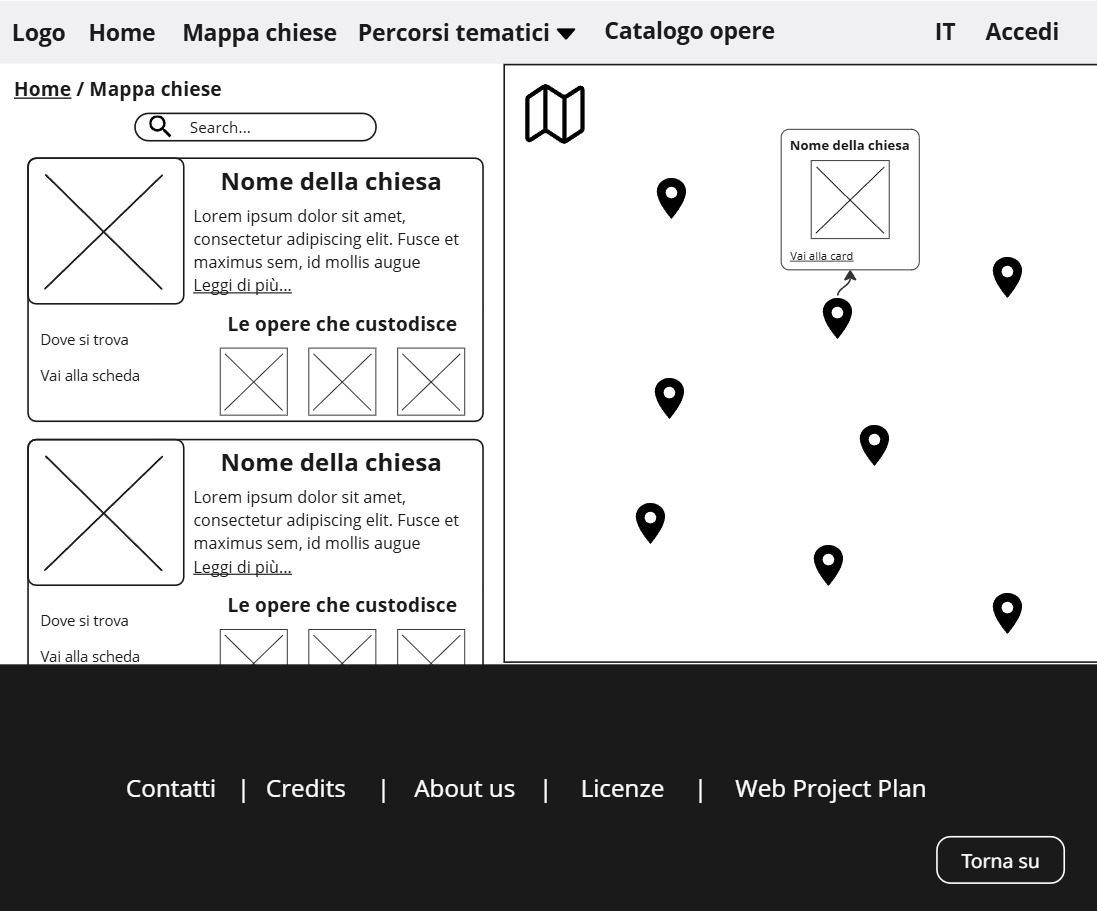 Logo Home Mappa chiese Percorsi tematici Catalogo opere IT Accedi
Home / Mappa chiese
Search...
Nome della chiesa
Lorem ipsum dolor sit amet,
consectetur adipiscing elit. Fusce et
maximus sem, id mollis augue
Leggi di più...
Le opere che custodisce
Dove si trova
Vai alla scheda
Nome della chiesa
Lorem ipsum dolor sit amet,
consectetur adipiscing elit. Fusce et
maximus sem, id mollis augue
Leggi di più...
Le opere che custodisce
Dove si trova
Vai alla scheda
Nome della chiesa
Vai alla card
Contatti | Credits | About us | Licenze | Web Project Plan
Torna su